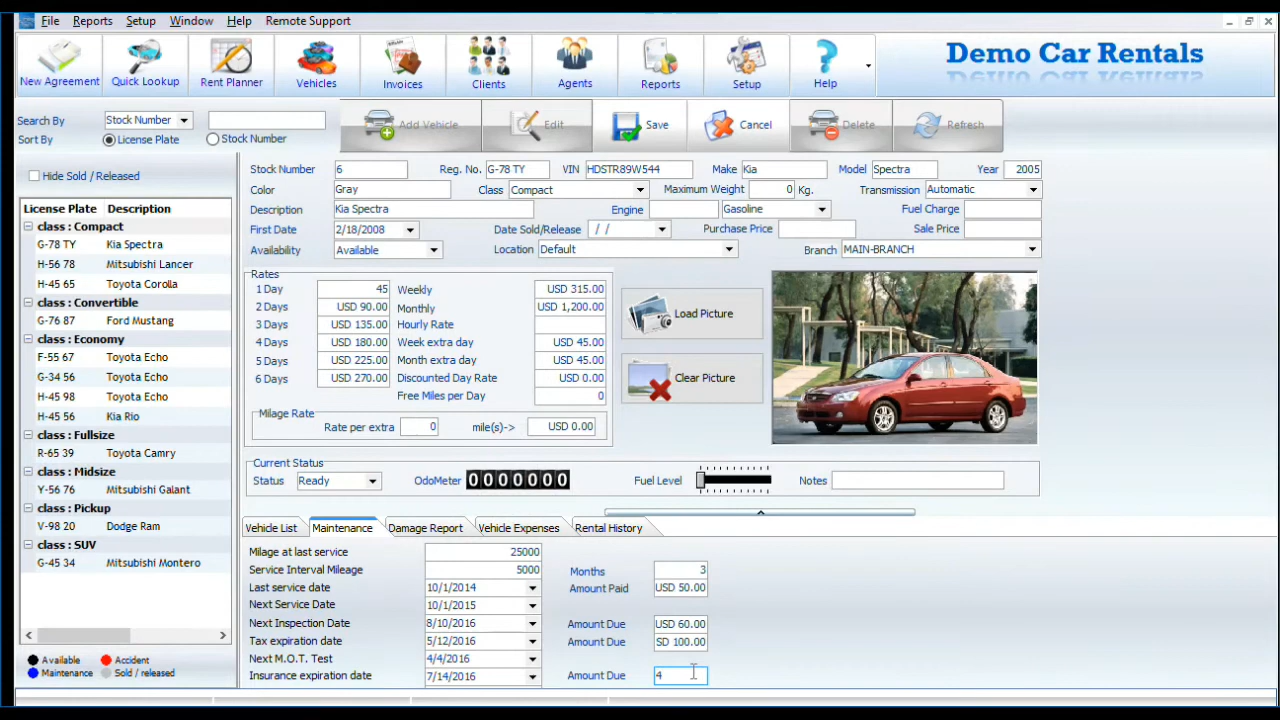 File Reports Setup Window Help Remote Support
New Agreement Quick Lookup Rent Planner Vehicles Invoices Clients Agents Reports Setup Help
Demo Car Rentals
Search By Stock Number
Sort By License Plate Stock Number
Add Vehicle Edit Save Cancel Delete Refresh
Hide Sold / Released
License Plate Description
class : Compact
G-78 TY Kia Spectra
H-56 78 Mitsubishi Lancer
H-45 65 Toyota Corolla
class : Convertible
G-76 87 Ford Mustang
class : Economy
F-55 67 Toyota Echo
G-34 56 Toyota Echo
H-45 98 Toyota Echo
H-45 56 Kia Rio
class : Fullsize
R-65 39 Toyota Camry
class : Midsize
Y-56 76 Mitsubishi Galant
class : Pickup
V-98 20 Dodge Ram
class : SUV
G-45 34 Mitsubishi Montero
Available Accident
Maintenance Sold / released
Stock Number 6 Reg. No. G-78 TY VIN HDSTR89W544 Make Kia Model Spectra Year 2005
Color Gray Class Compact Maximum Weight 0 Kg. Transmission Automatic
Description Kia Spectra Engine Gasoline Fuel Charge
First Date 2/18/2008 Date Sold/Release / / Purchase Price Sale Price
Availability Available Location Default Branch MAIN-BRANCH
Rates
1 Day 45 Weekly USD 315.00
2 Days USD 90.00 Monthly USD 1,200.00
3 Days USD 135.00 Hourly Rate
4 Days USD 180.00 Week extra day USD 45.00
5 Days USD 225.00 Month extra day USD 45.00
6 Days USD 270.00 Discounted Day Rate USD 0.00
Free Miles per Day 0
Milage Rate
Rate per extra 0 mile(s)-> USD 0.00
Load Picture
Clear Picture
Current Status
Status Ready OdoMeter 0000000 Fuel Level Notes
Vehicle List Maintenance Damage Report Vehicle Expenses Rental History
Milage at last service 25000
Service Interval Mileage 5000 Months 3
Last service date 10/1/2014 Amount Paid USD 50.00
Next Service Date 10/1/2015
Next Inspection Date 8/10/2016 Amount Due USD 60.00
Tax expiration date 5/12/2016 Amount Due SD 100.00
Next M.O.T. Test 4/4/2016
Insurance expiration date 7/14/2016 Amount Due 4